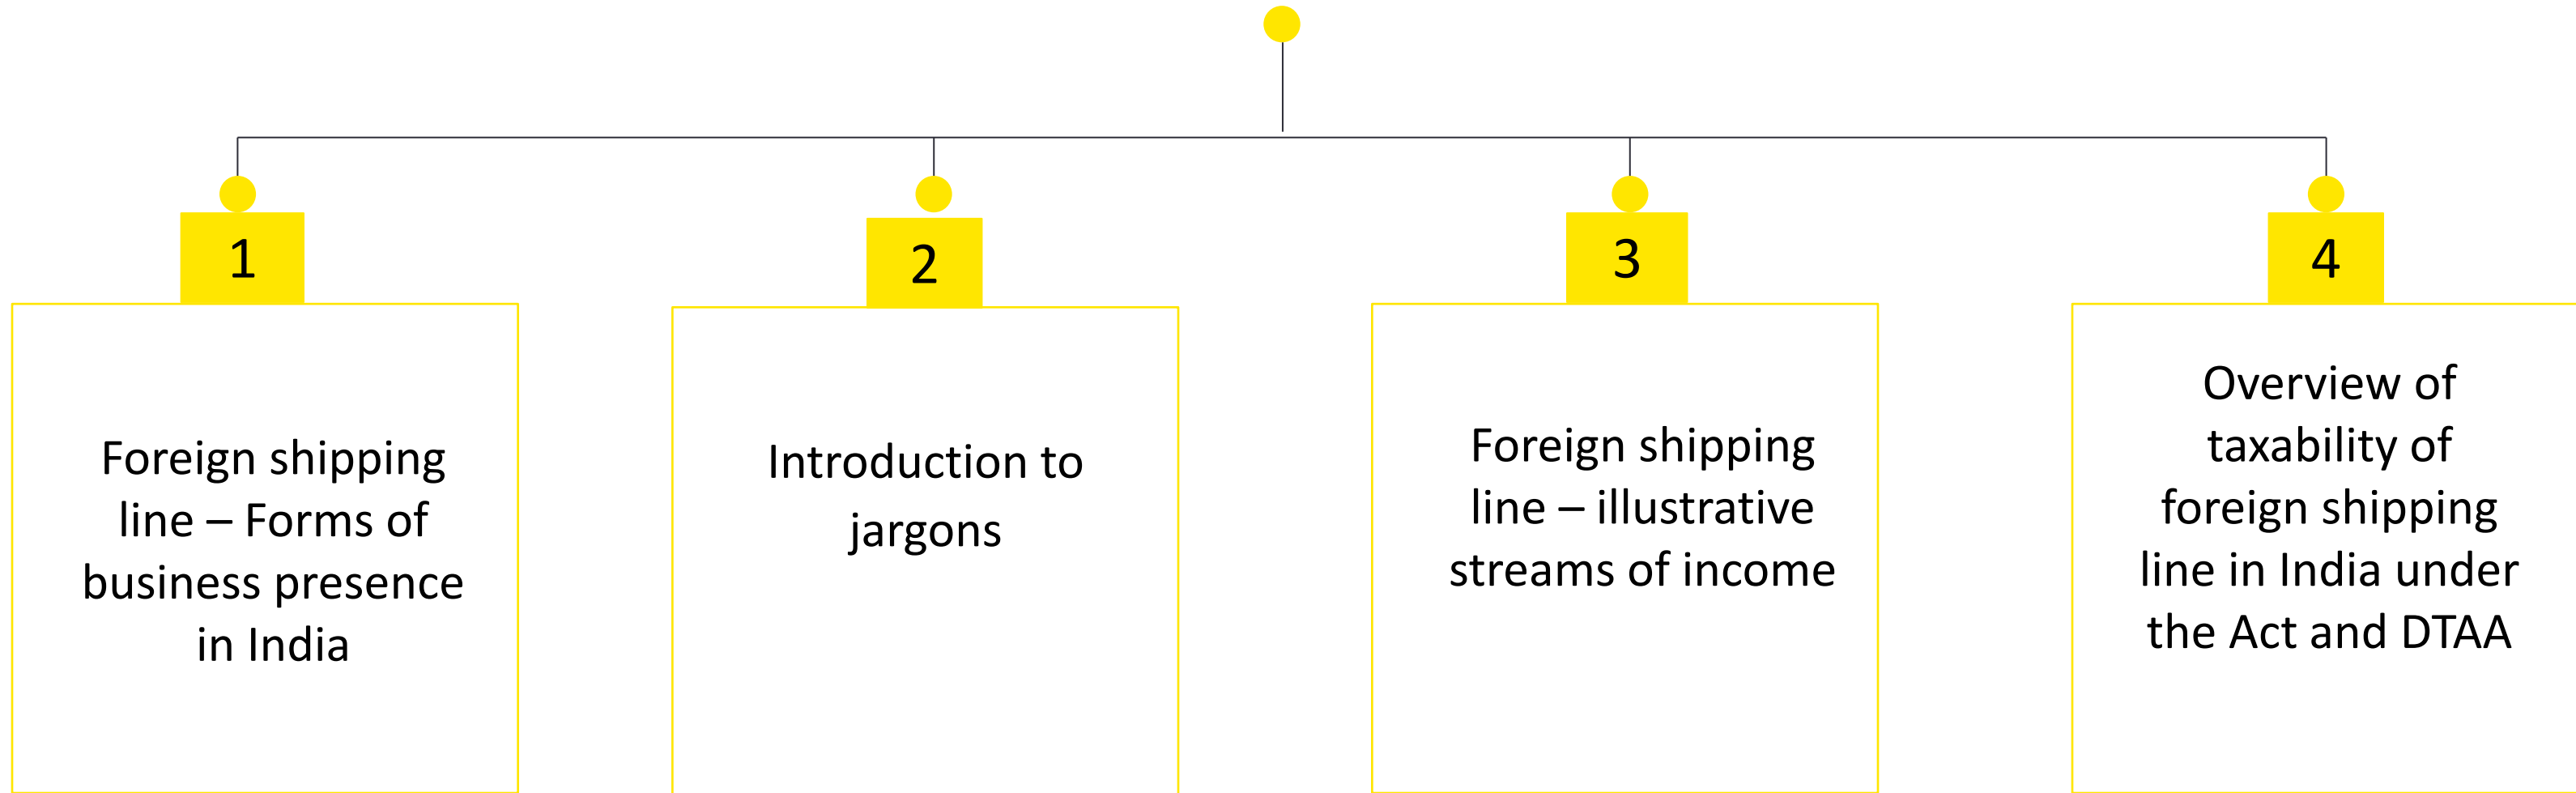 1
Foreign shipping
line – Forms of
business presence
in India
2
Introduction to
jargons
3
Foreign shipping
line – illustrative
streams of income
4
Overview of
taxability of
foreign shipping
line in India under
the Act and DTAA